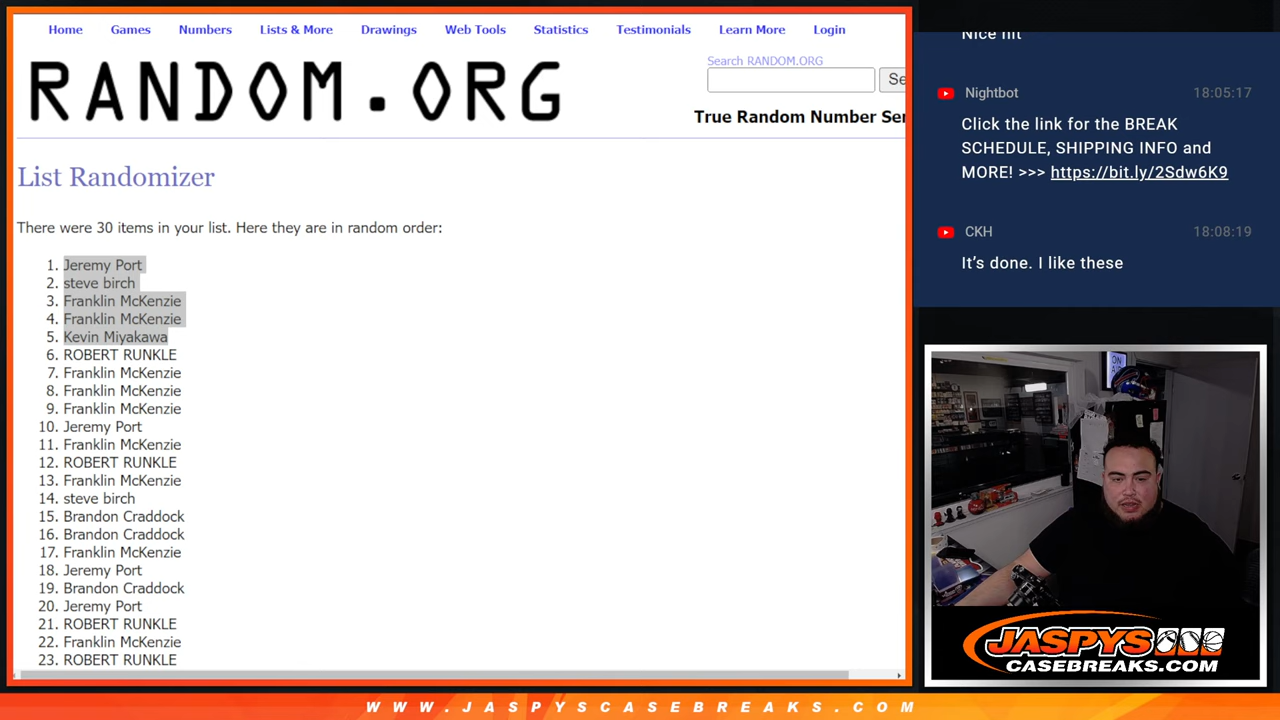 Home Games Numbers Lists & More Drawings Web Tools Statistics Testimonials Learn More Login
RANDOM.ORG
Search RANDOM.ORG
Se
True Random Number Ser
List Randomizer
There were 30 items in your list. Here they are in random order:
1. Jeremy Port
2. steve birch
3. Franklin McKenzie
4. Franklin McKenzie
5. Kevin Miyakawa
6. ROBERT RUNKLE
7. Franklin McKenzie
8. Franklin McKenzie
9. Franklin McKenzie
10. Jeremy Port
11. Franklin McKenzie
12. ROBERT RUNKLE
13. Franklin McKenzie
14. steve birch
15. Brandon Craddock
16. Brandon Craddock
17. Franklin McKenzie
18. Jeremy Port
19. Brandon Craddock
20. Jeremy Port
21. ROBERT RUNKLE
22. Franklin McKenzie
23. ROBERT RUNKLE
Nice hit
Nightbot 18:05:17
Click the link for the BREAK
SCHEDULE, SHIPPING INFO and
MORE! >>> https://bit.ly/2Sdw6K9
CKH 18:08:19
It's done. I like these
ON
JASPYS
CASEBREAKS.COM
WWW.JASPYSCASEBREAKS.COM